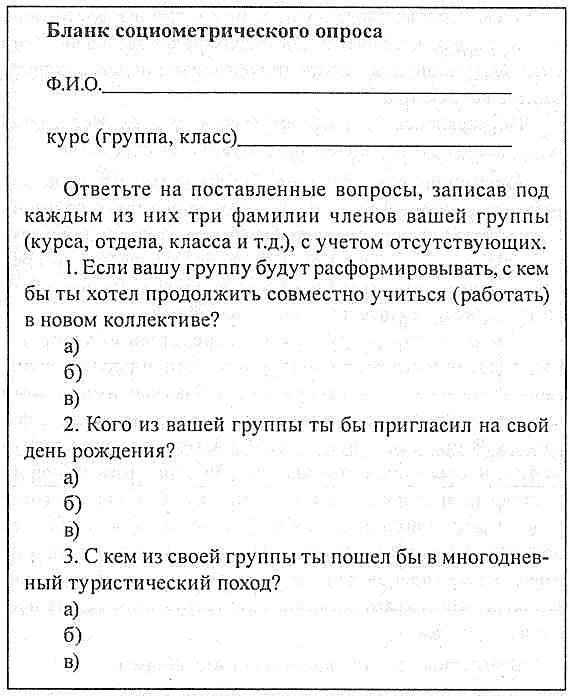 Бланк социометрического опроса
Ф.И.О.
курс (группа, класс)
Ответьте на поставленные вопросы, записав под
каждым из них три фамилии членов вашей группы
(курса, отдела, класса и т.д.), с учетом отсутствующих.
1. Если вашу группу будут расформировывать, с кем
бы ты хотел продолжить совместно учиться (работать)
в новом коллективе?
а)
б)
в)
2. Кого из вашей группы ты бы пригласил на свой
день рождения?
а)
б)
в)
3. С кем из своей группы ты пошел бы в многоднев-
ный туристический поход?
а)
б)
в)